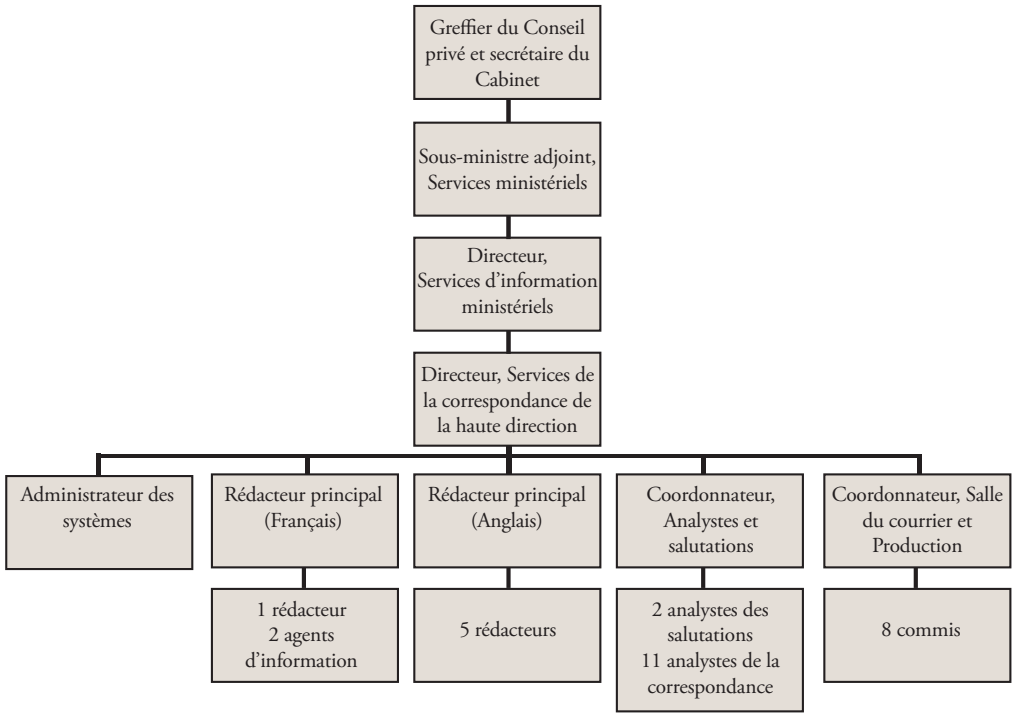 Greffier du Conseil
privé et secrétaire du
Cabinet
Sous-ministre adjoint,
Services ministériels
Directeur,
Services d'information
ministériels
Directeur, Services de
la correspondance de
la haute direction
Administrateur des
systèmes
Rédacteur principal
(Français)
Rédacteur principal
(Anglais)
Coordonnateur,
Analystes et
salutations
Coordonnateur, Salle
du courrier et
Production
1 rédacteur
2 agents
d'information
5 rédacteurs
2 analystes des
salutations
11 analystes de la
correspondance
8 commis